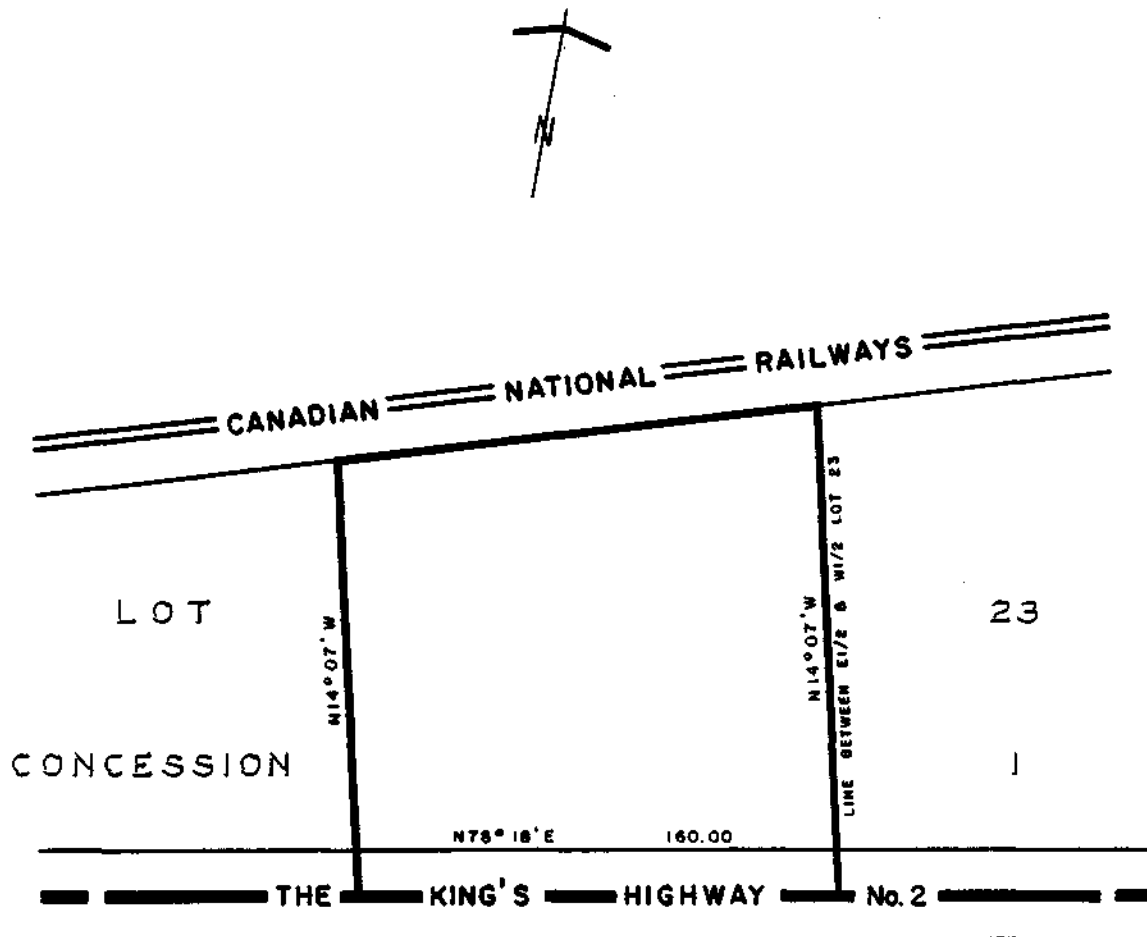 N
CANADIAN NATIONAL RAILWAYS
LINE BETWEEN E1/2 & W1/2 LOT 23
N14°07'W
N14°07'W
LOT 23
CONCESSION 1
N78°18'E 160.00
THE KING'S HIGHWAY No. 2